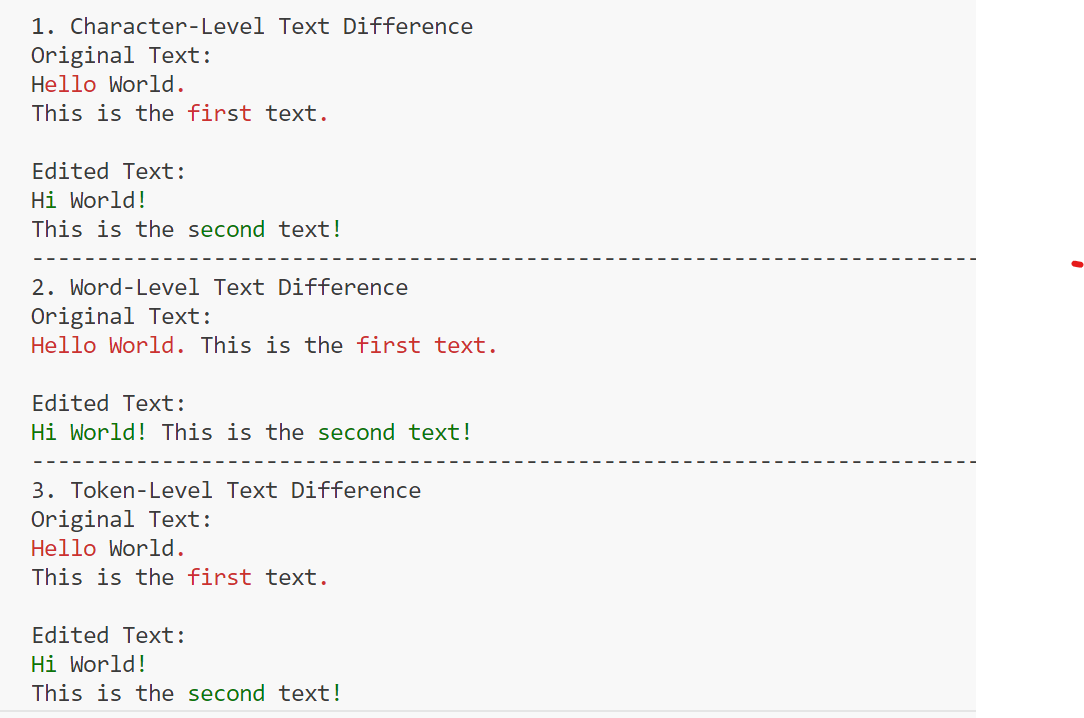 1. Character-Level Text Difference
Original Text:
Hello World.
This is the first text.
Edited Text:
Hi World!
This is the second text!
-------------------------------------------------------------------------
2. Word-Level Text Difference
Original Text:
Hello World. This is the first text.
Edited Text:
Hi World! This is the second text!
-------------------------------------------------------------------------
3. Token-Level Text Difference
Original Text:
Hello World.
This is the first text.
Edited Text:
Hi World!
This is the second text!